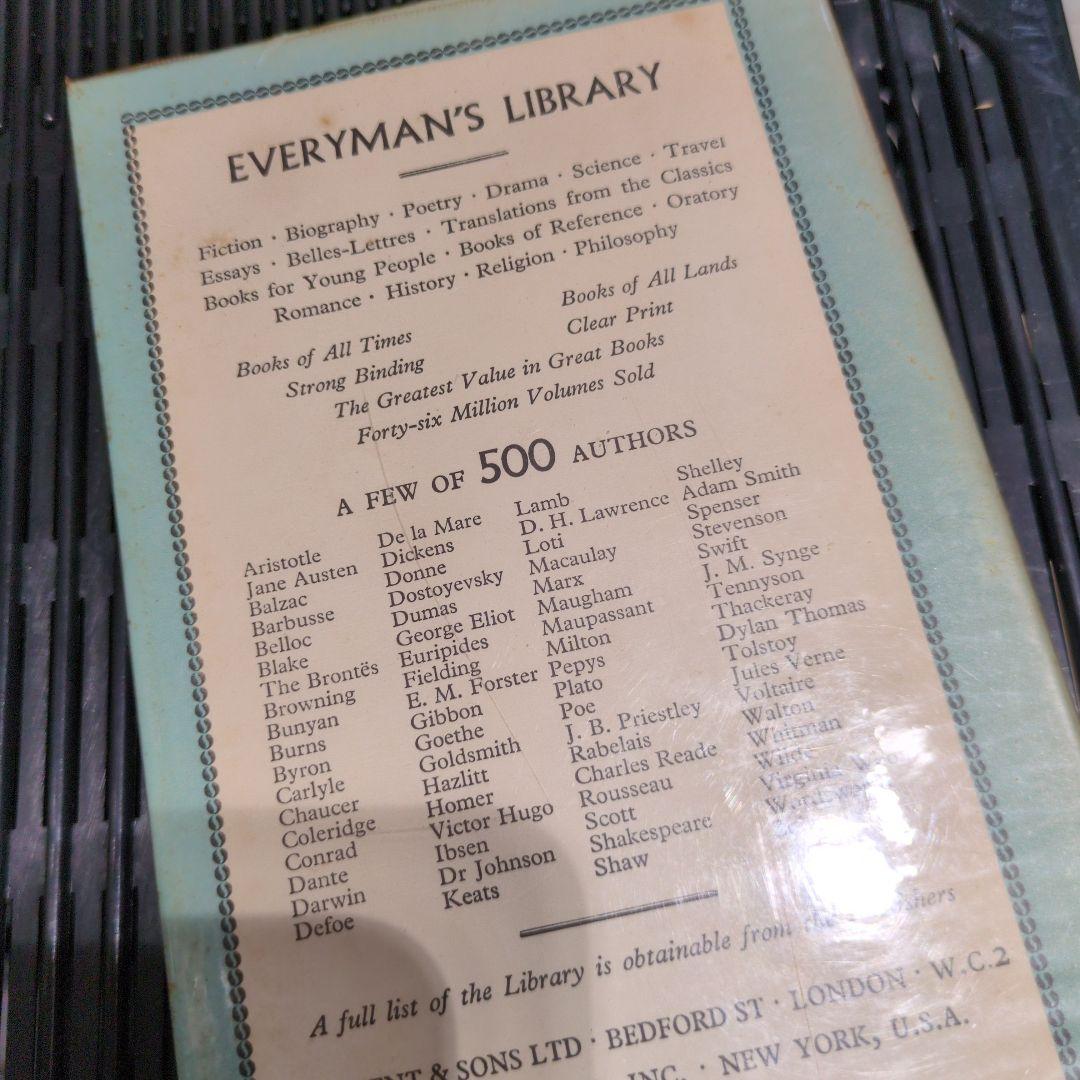 EVERYMAN'S LIBRARY
Fiction · Biography · Poetry · Drama · Science · Travel
Essays · Belles-Lettres · Translations from the Classics
Books for Young People · Books of Reference · Oratory
Romance · History · Religion · Philosophy
Books of All Times
Books of All Lands
Strong Binding
Clear Print
The Greatest Value in Great Books
Forty-six Million Volumes Sold
A FEW OF 500 AUTHORS
Aristotle
Jane Austen
Balzac
Barbusse
Belloc
Blake
The Brontës
Browning
Bunyan
Burns
Byron
Carlyle
Chaucer
Coleridge
Conrad
Dante
Darwin
Defoe
De la Mare
Dickens
Donne
Dostoyevsky
Dumas
George Eliot
Euripides
Fielding
E. M. Forster
Gibbon
Goethe
Goldsmith
Hazlitt
Homer
Victor Hugo
Ibsen
Dr Johnson
Keats
Lamb
D. H. Lawrence
Loti
Macaulay
Marx
Maugham
Maupassant
Milton
Pepys
Plato
Poe
J. B. Priestley
Rabelais
Charles Reade
Rousseau
Scott
Shakespeare
Shaw
Shelley
Adam Smith
Spenser
Stevenson
Swift
J. M. Synge
Tennyson
Thackeray
Dylan Thomas
Tolstoy
Jules Verne
Voltaire
Walton
Whitman
Wilde
Virginia
A full list of the Library is obtainable from the
& SONS LTD · BEDFORD ST · LONDON · W.C.2
INC. · NEW YORK, U.S.A.